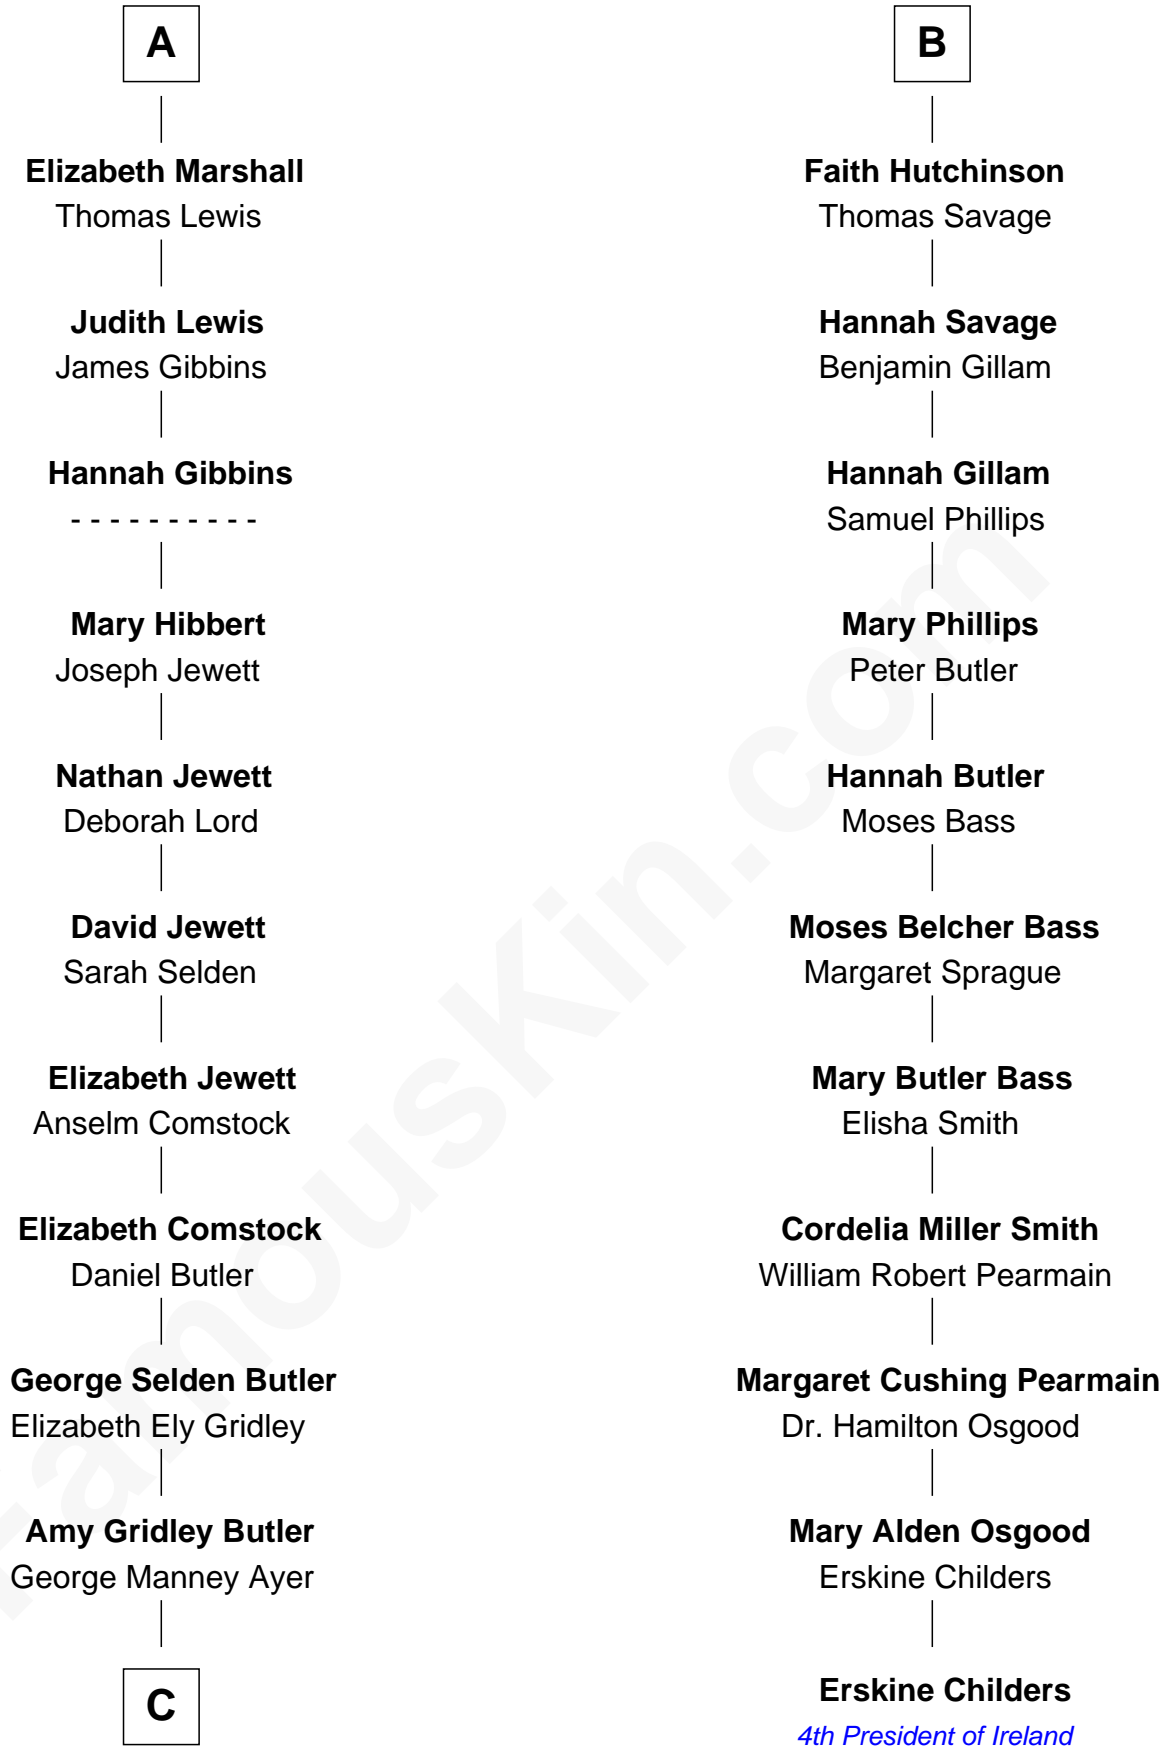 A
Elizabeth Marshall
Thomas Lewis
Judith Lewis
James Gibbins
Hannah Gibbins
- - - - - - - - - -
Mary Hibbert
Joseph Jewett
Nathan Jewett
Deborah Lord
David Jewett
Sarah Selden
Elizabeth Jewett
Anselm Comstock
Elizabeth Comstock
Daniel Butler
George Selden Butler
Elizabeth Ely Gridley
Amy Gridley Butler
George Manney Ayer
C
B
Faith Hutchinson
Thomas Savage
Hannah Savage
Benjamin Gillam
Hannah Gillam
Samuel Phillips
Mary Phillips
Peter Butler
Hannah Butler
Moses Bass
Moses Belcher Bass
Margaret Sprague
Mary Butler Bass
Elisha Smith
Cordelia Miller Smith
William Robert Pearmain
Margaret Cushing Pearmain
Dr. Hamilton Osgood
Mary Alden Osgood
Erskine Childers
Erskine Childers
4th President of Ireland
FamousKin.com